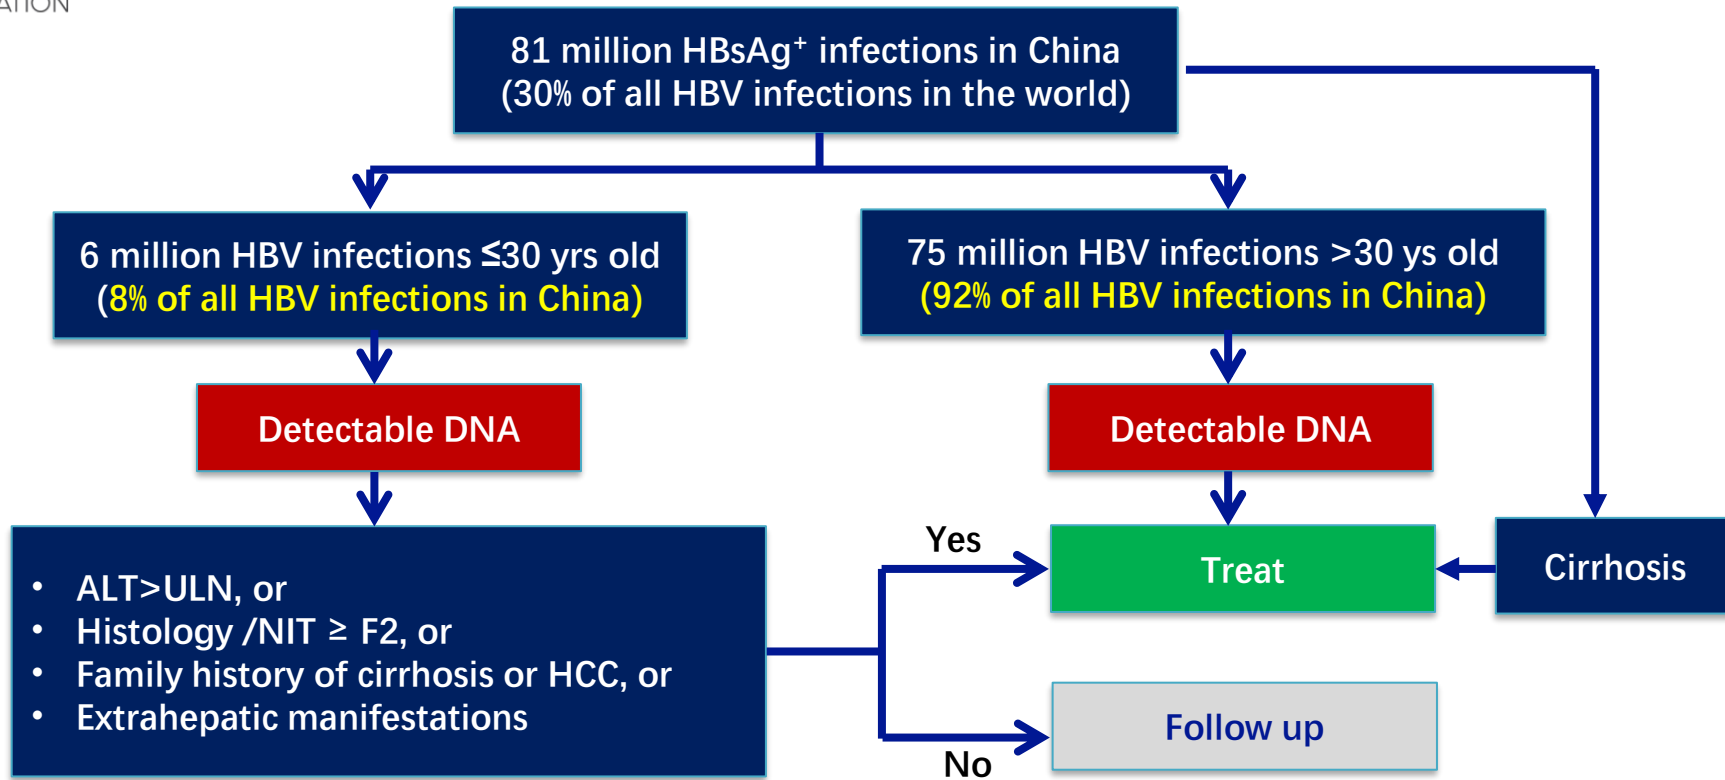 81 million HBsAg⁺ infections in China
(30% of all HBV infections in the world)
6 million HBV infections ≤30 yrs old
(8% of all HBV infections in China)
75 million HBV infections >30 ys old
(92% of all HBV infections in China)
Detectable DNA
Detectable DNA
• ALT>ULN, or
• Histology /NIT ≥ F2, or
• Family history of cirrhosis or HCC, or
• Extrahepatic manifestations
Yes
No
Treat
Cirrhosis
Follow up